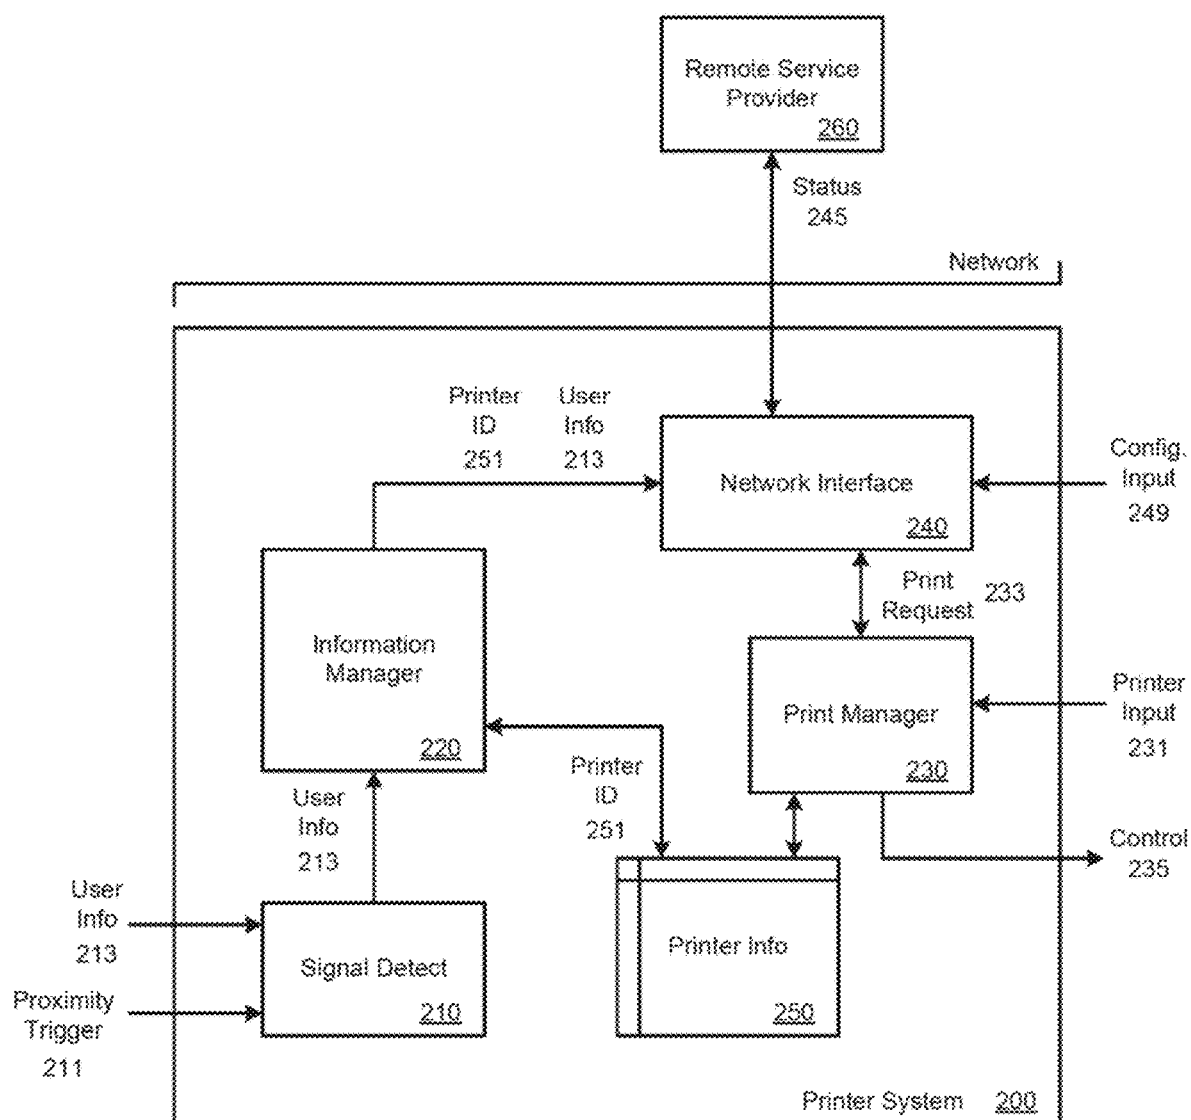 Remote Service
Provider
260
Status
245
Network
Printer
ID
251
User
Info
213
Network Interface
240
Config.
Input
249
Print
Request
233
Information
Manager
220
Print Manager
230
Printer
Input
231
Printer
ID
251
User
Info
213
Control
235
User
Info
213
Signal Detect
210
Printer Info
250
Proximity
Trigger
211
Printer System 200